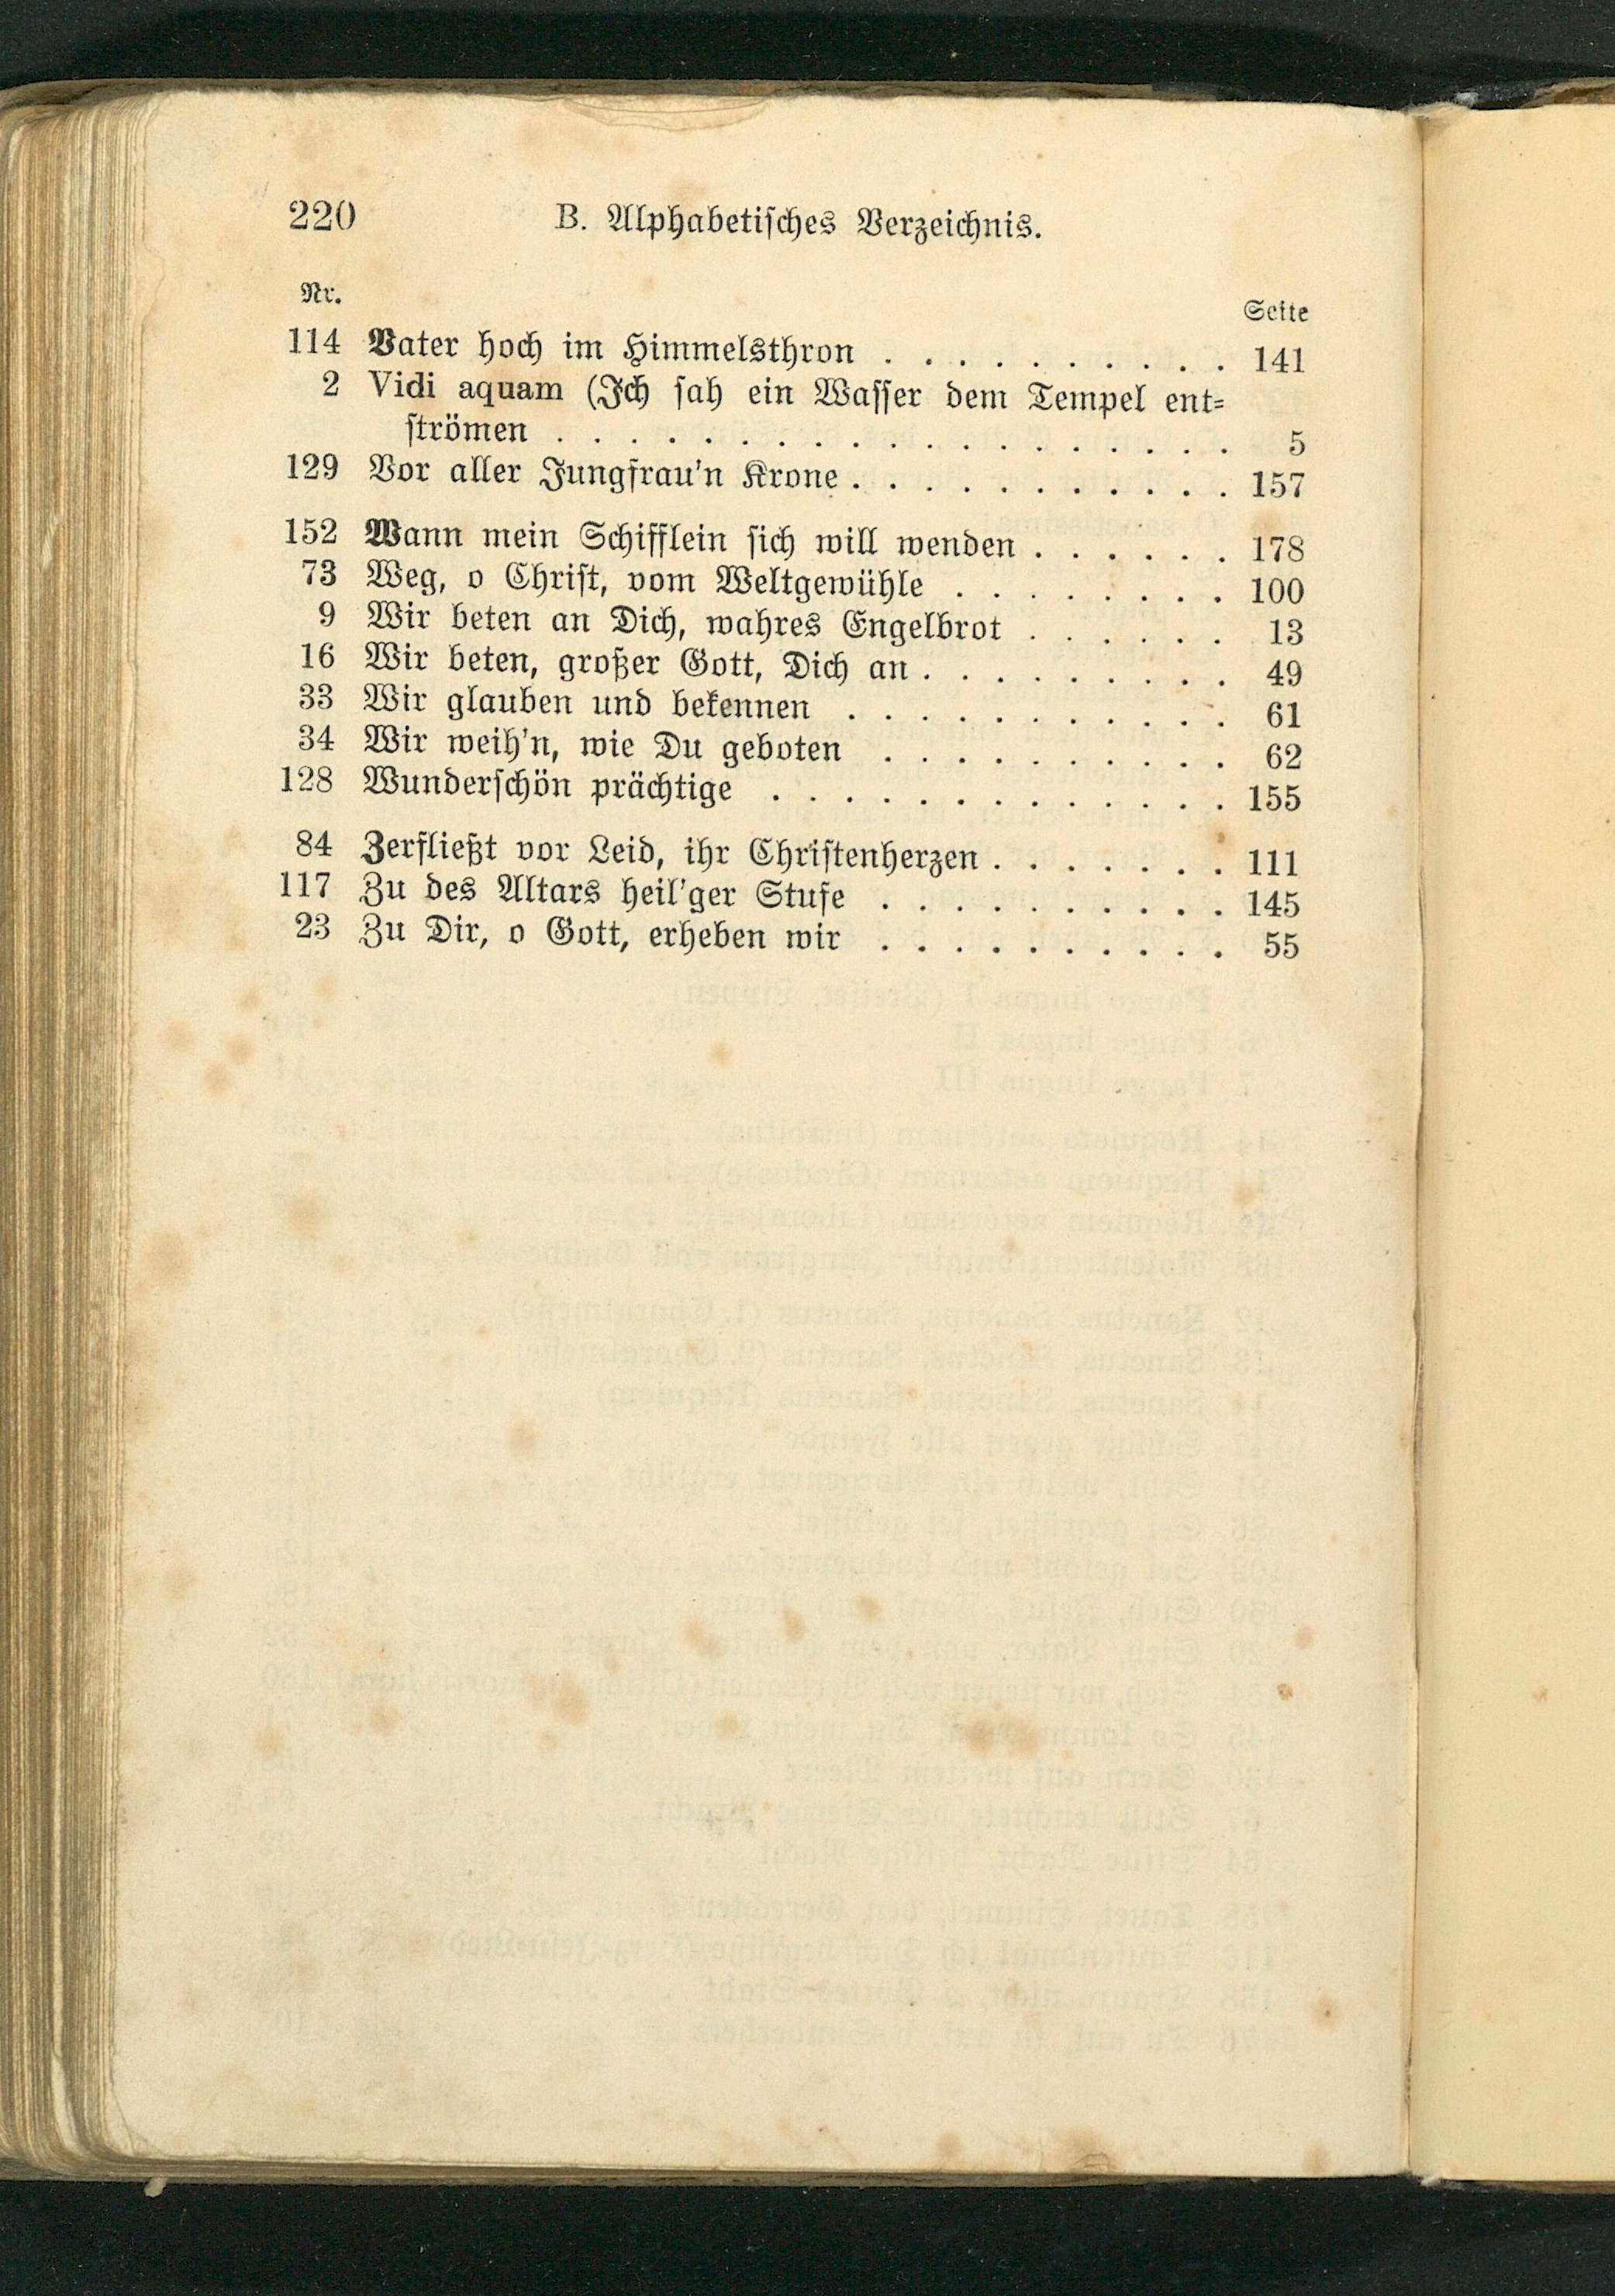 220 B. Alphabetisches Verzeichnis.
Nr. Seite
114 Vater hoch im Himmelsthron . . . . . . . . . . 141
2 Vidi aquam (Ich sah ein Wasser dem Tempel ent=
strömen . . . . . . . . . . . . . . . . . . 5
129 Vor aller Jungfrau'n Krone . . . . . . . . . . . 157
152 Wann mein Schifflein sich will wenden . . . . . . 178
73 Weg, o Christ, vom Weltgewühle . . . . . . . . 100
9 Wir beten an Dich, wahres Engelbrot . . . . . . 13
16 Wir beten, großer Gott, Dich an . . . . . . . . . 49
33 Wir glauben und bekennen . . . . . . . . . . . 61
34 Wir weih'n, wie Du geboten . . . . . . . . . . 62
128 Wunderschön prächtige . . . . . . . . . . . . . 155
84 Zerfließt vor Leid, ihr Christenherzen . . . . . . . 111
117 Zu des Altars heil'ger Stufe . . . . . . . . . . 145
23 Zu Dir, o Gott, erheben wir . . . . . . . . . . 55